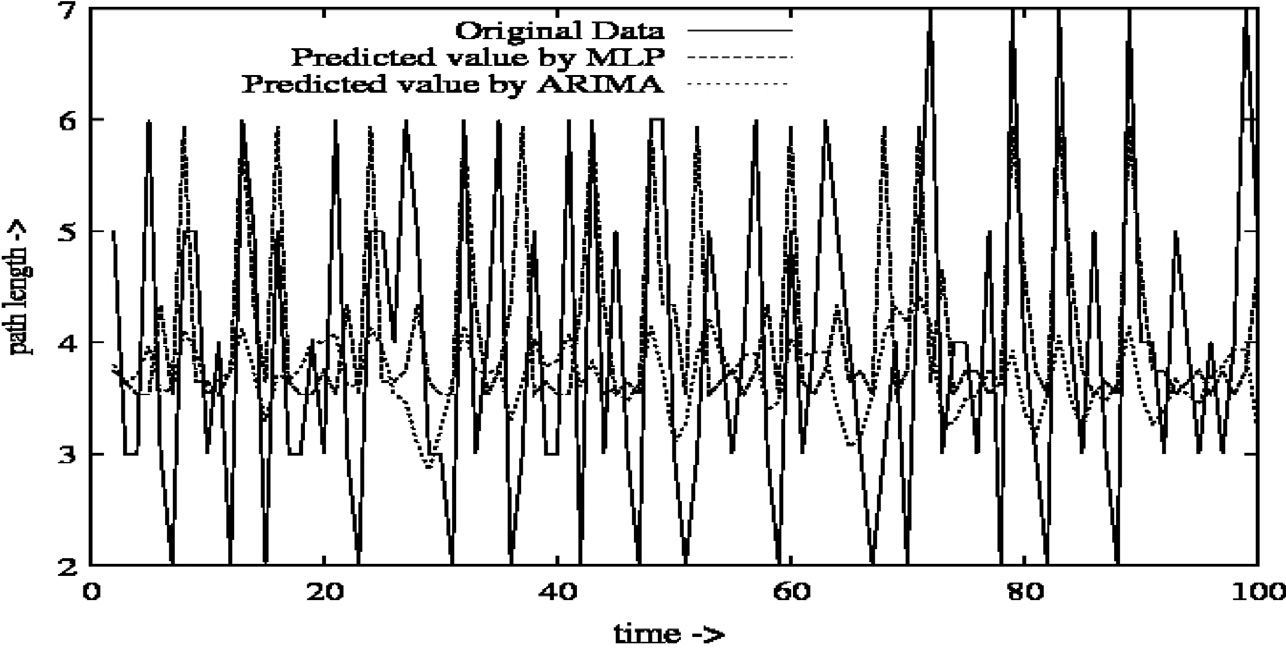 7
6
5
4
3
2
path length ->
Original Data
Predicted value by MLP
Predicted value by ARIMA
0 20 40 60 80 100
time ->